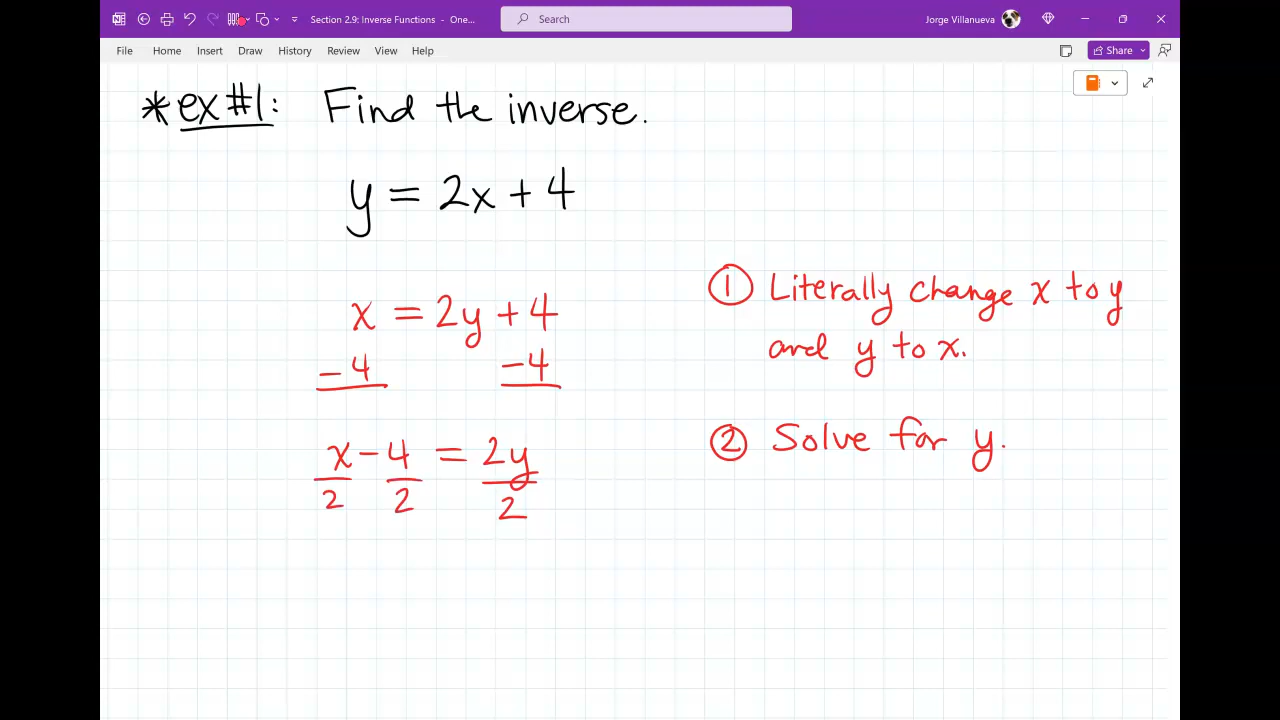 Section 2.9: Inverse Functions - One...
Search
Jorge Villanueva
File Home Insert Draw History Review View Help
Share
*ex#1: Find the inverse.
y = 2x + 4
x = 2y + 4
-4 -4
x - 4 = 2y
2 2 2
① Literally change x to y
and y to x.
② Solve for y.